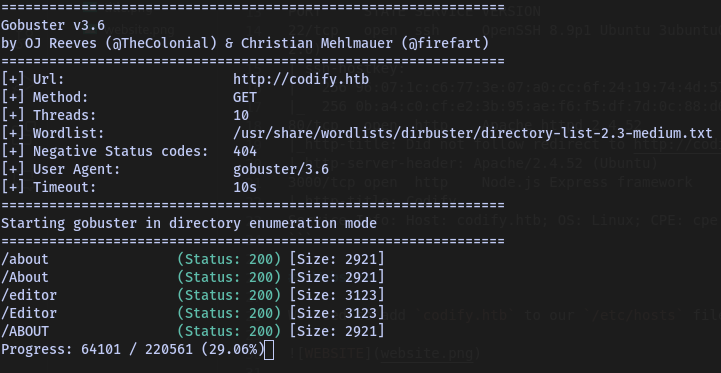 ===============================================================
Gobuster v3.6
by OJ Reeves (@TheColonial) & Christian Mehlmauer (@firefart)
===============================================================
[+] Url:                     http://codify.htb
[+] Method:                  GET
[+] Threads:                 10
[+] Wordlist:                /usr/share/wordlists/dirbuster/directory-list-2.3-medium.txt
[+] Negative Status codes:   404
[+] User Agent:              gobuster/3.6
[+] Timeout:                 10s
===============================================================
Starting gobuster in directory enumeration mode
===============================================================
/about                (Status: 200) [Size: 2921]
/About                (Status: 200) [Size: 2921]
/editor               (Status: 200) [Size: 3123]
/Editor               (Status: 200) [Size: 3123]
/ABOUT                (Status: 200) [Size: 2921]
Progress: 64101 / 220561 (29.06%)
![WEBSITE](website.png)